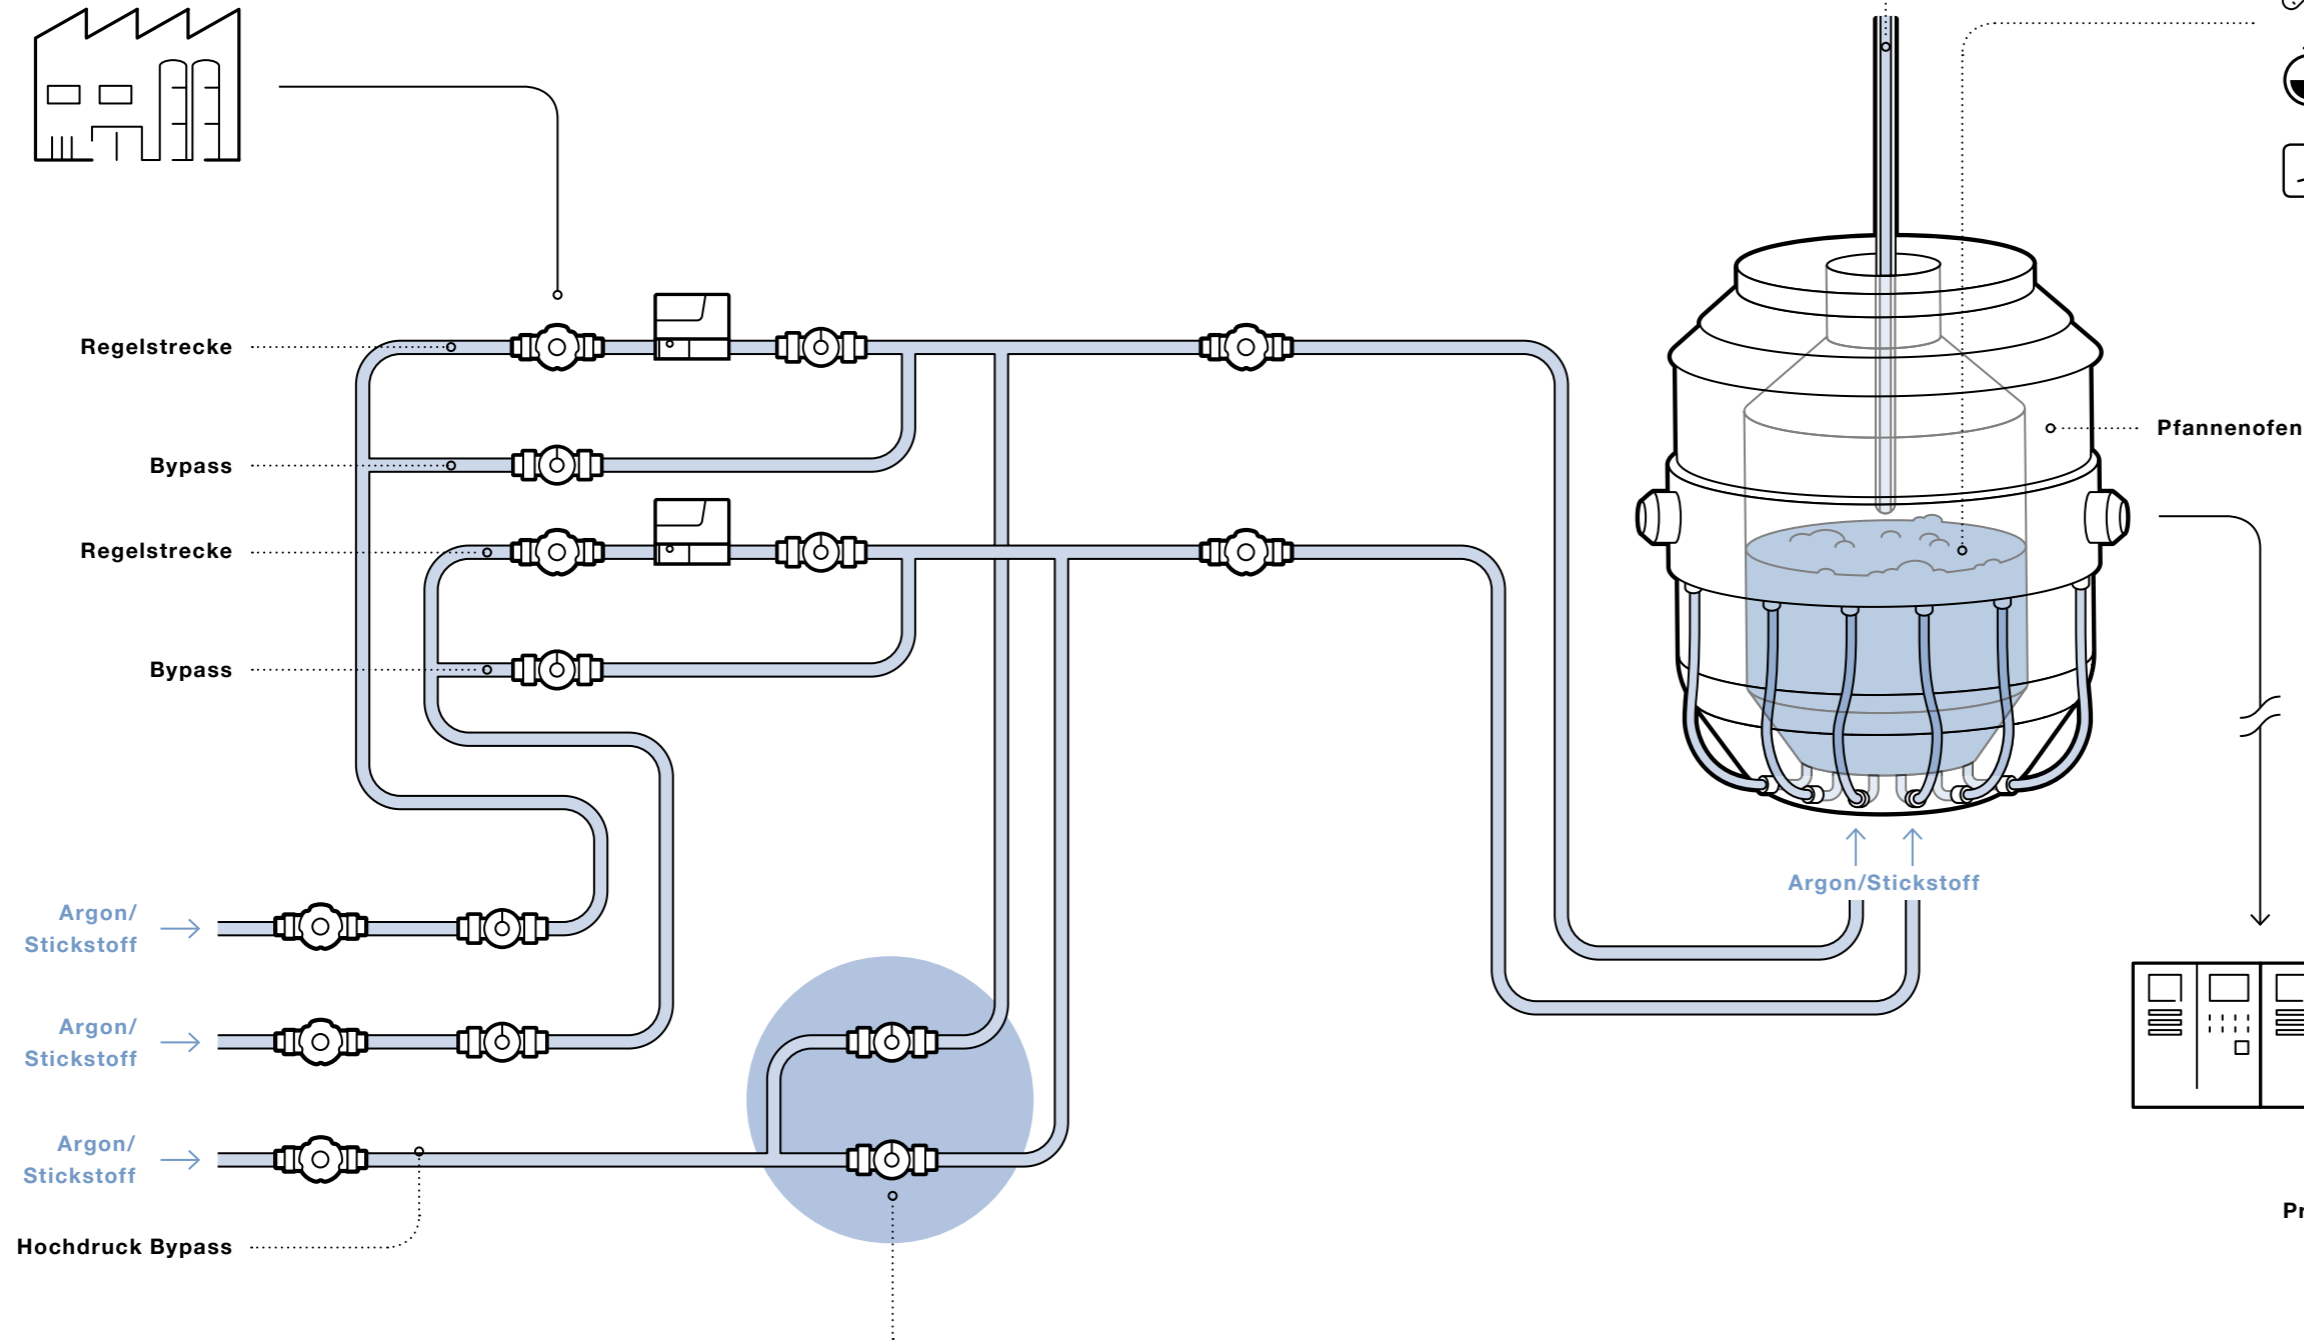 Regelstrecke
Bypass
Pfannenofen
Regelstrecke
Bypass
Argon/Stickstoff
Argon/
Stickstoff
Argon/
Stickstoff
Argon/
Stickstoff
Hochdruck Bypass